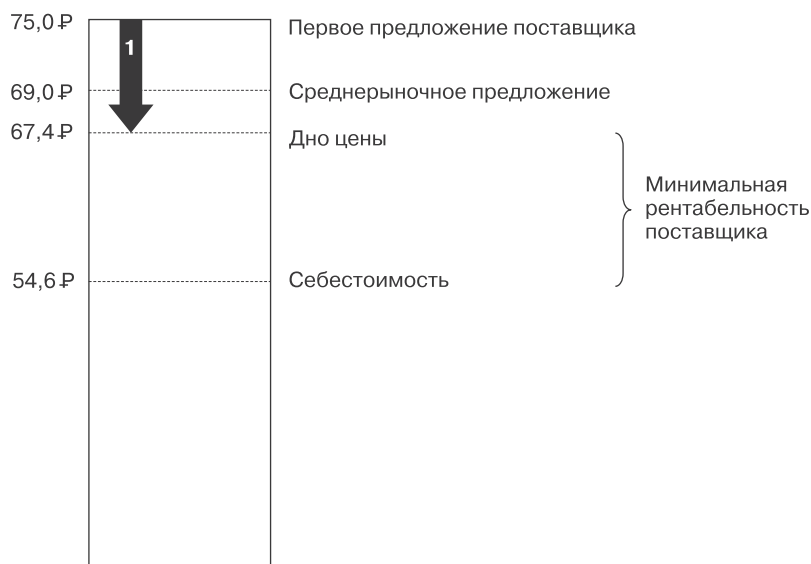 75,0 ₽ Первое предложение поставщика
1
69,0 ₽ Среднерыночное предложение
67,4 ₽ Дно цены
Минимальная
рентабельность
поставщика
54,6 ₽ Себестоимость